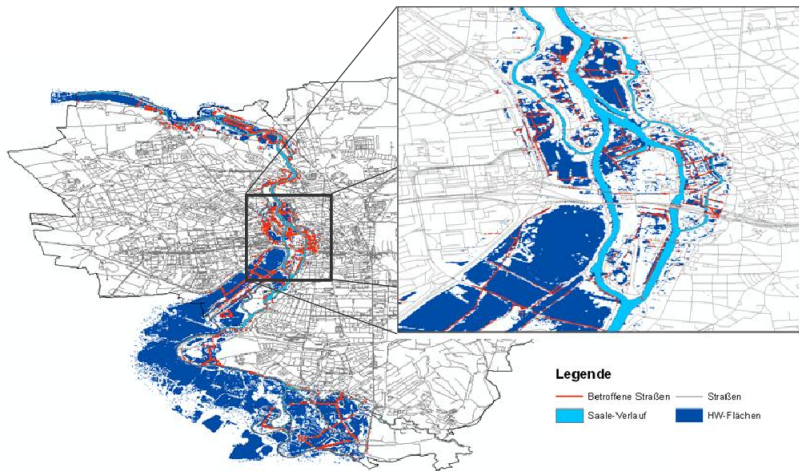 Legende
Betroffene Straßen
Straßen
Saale-Verlauf
HW-Flächen